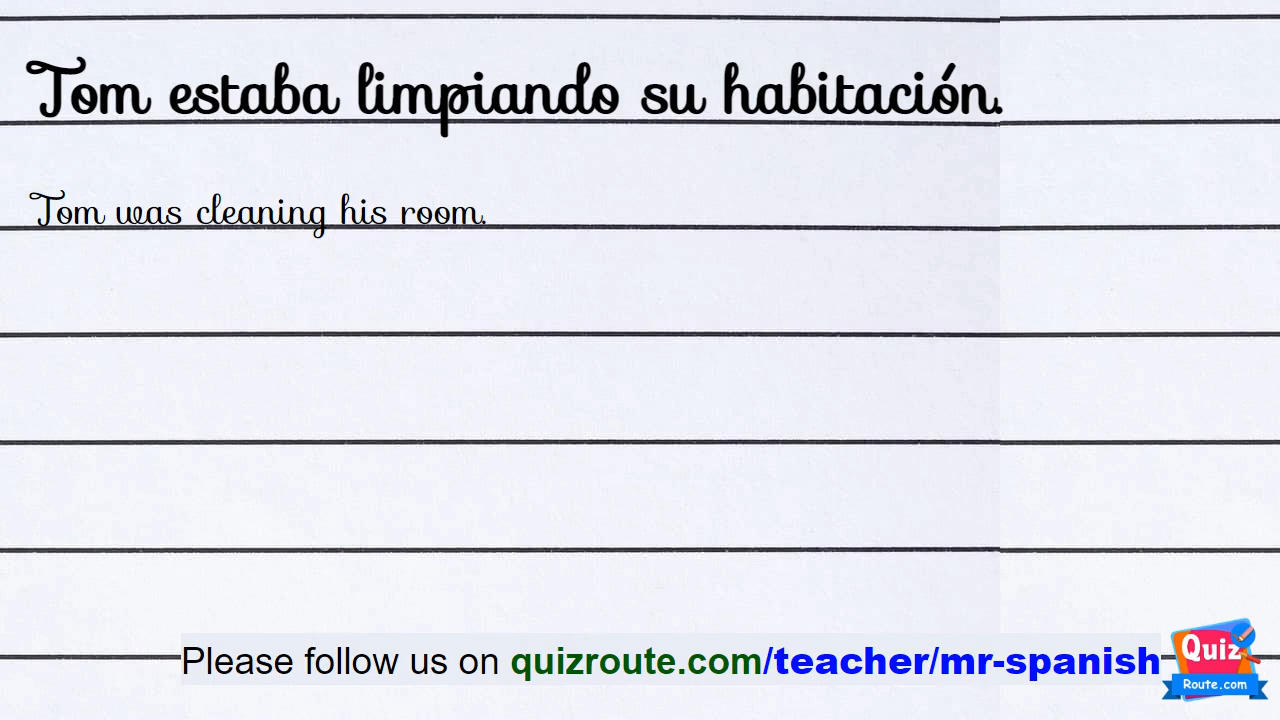 Tom estaba limpiando su habitación.
Tom was cleaning his room.
Please follow us on quizroute.com/teacher/mr-spanish
Quiz
Route.com